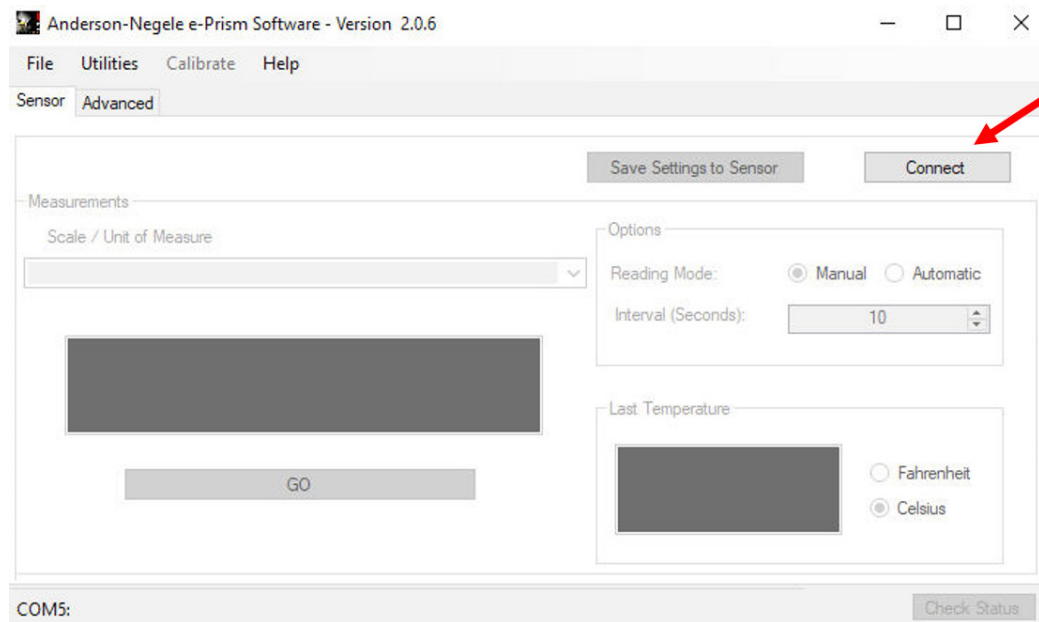 Anderson-Negele e-Prism Software - Version 2.0.6
File Utilities Calibrate Help
Sensor Advanced
Save Settings to Sensor Connect
Measurements
Scale / Unit of Measure
Options
Reading Mode: Manual Automatic
Interval (Seconds): 10
Last Temperature
GO
Fahrenheit
Celsius
COM5: Check Status